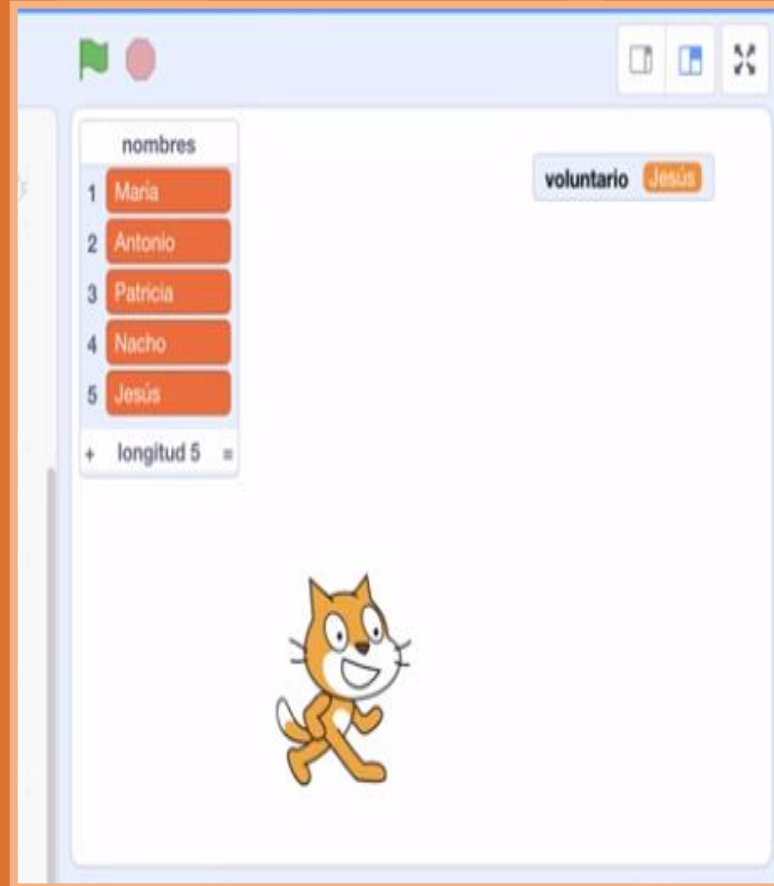 nombres
1 María
2 Antonio
3 Patricia
4 Nacho
5 Jesús
+ longitud 5 =
voluntario Jesús